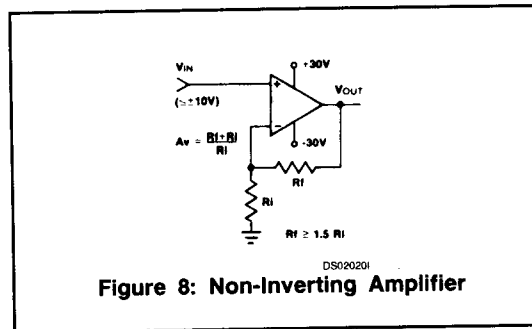 +30V
VIN
VOUT
(≥±10V)
+
−
-30V
Av = Rf+Ri
Ri
Rf
Ri
Rf ≥ 1.5 Ri
DS02020I
Figure 8: Non-Inverting Amplifier